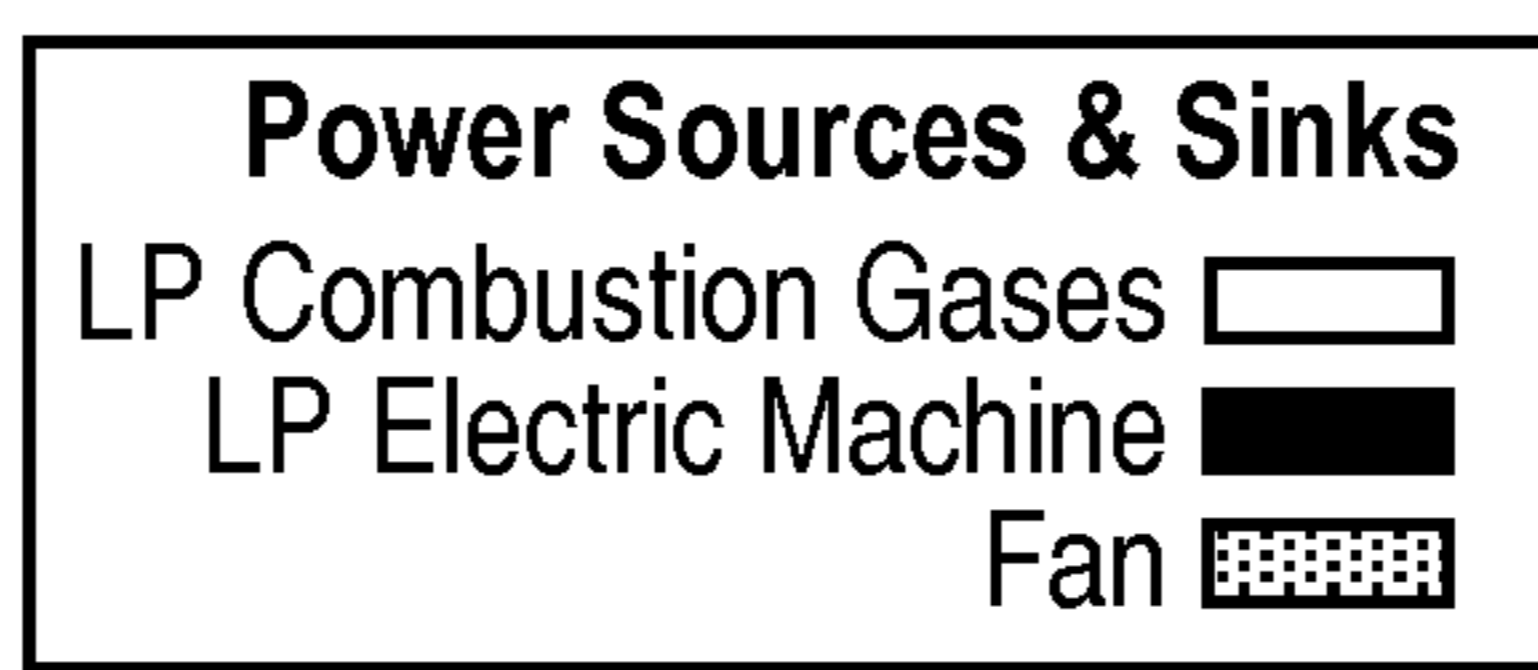 Power Sources & Sinks
LP Combustion Gases
LP Electric Machine
Fan